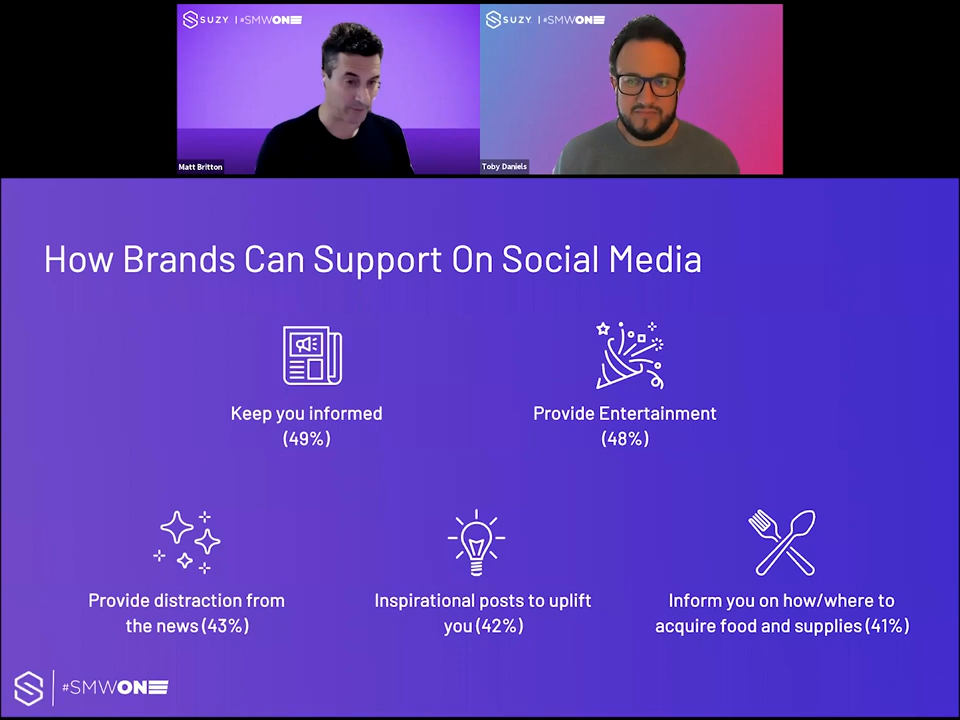 SUZY | #SMWONE
SUZY | #SMWONE
Matt Britton
Toby Daniels
How Brands Can Support On Social Media
Keep you informed
(49%)
Provide Entertainment
(48%)
Provide distraction from
the news (43%)
Inspirational posts to uplift
you (42%)
Inform you on how/where to
acquire food and supplies (41%)
#SMWONE